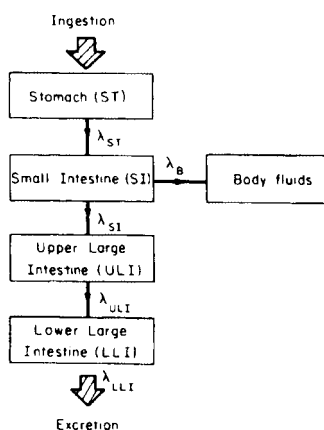 Ingestion
Stomach (ST)
λST
Small Intestine (SI)
λB
Body fluids
λSI
Upper Large
Intestine (ULI)
λULI
Lower Large
Intestine (LLI)
λLLI
Excretion